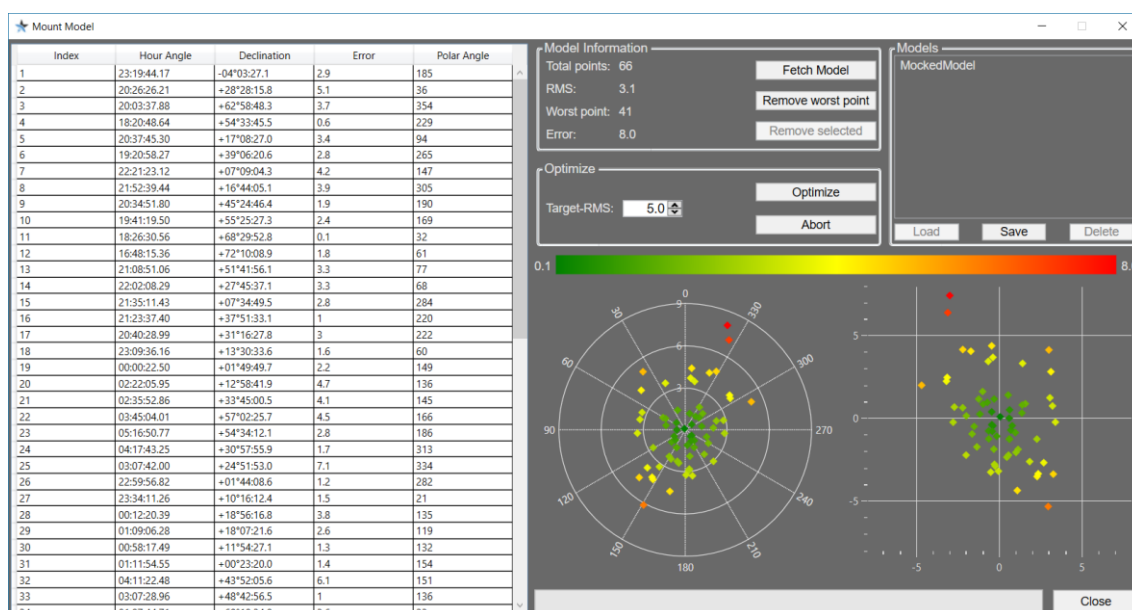 Mount Model
Index Hour Angle Declination Error Polar Angle
1 23:19:44.17 -04°03:27.1 2.9 185
2 20:26:26.21 +28°28:15.8 5.1 36
3 20:03:37.88 +62°58:48.3 3.7 354
4 18:20:48.64 +54°33:45.5 0.6 229
5 20:37:45.30 +17°08:27.0 3.4 94
6 19:20:58.27 +39°06:20.6 2.8 265
7 22:21:23.12 +07°09:04.3 4.2 147
8 21:52:39.44 +16°44:05.1 3.9 305
9 20:34:51.80 +45°24:46.4 1.9 190
10 19:41:19.50 +55°25:27.3 2.4 169
11 18:26:30.56 +68°29:52.8 0.1 32
12 16:48:15.36 +72°10:08.9 1.8 61
13 21:08:51.06 +51°41:56.1 3.3 77
14 22:02:08.29 +27°45:37.1 3.3 68
15 21:35:11.43 +07°34:49.5 2.8 284
16 21:23:37.40 +37°51:33.1 1 220
17 20:40:28.99 +31°16:27.8 3 222
18 23:09:36.16 +13°30:33.6 1.6 60
19 00:00:22.50 +01°49:49.7 2.2 149
20 02:22:05.95 +12°58:41.9 4.7 136
21 02:35:52.86 +33°45:00.5 4.1 145
22 03:45:04.01 +57°02:25.7 4.5 166
23 05:16:50.77 +54°34:12.1 2.8 186
24 04:17:43.25 +30°57:55.9 1.7 313
25 03:07:42.00 +24°51:53.0 7.1 334
26 22:59:56.82 +01°44:08.6 1.2 282
27 23:34:11.26 +10°16:12.4 1.5 21
28 00:12:20.39 +18°56:16.8 3.8 135
29 01:09:06.28 +18°07:21.6 2.6 119
30 00:58:17.49 +11°54:27.1 1.3 132
31 01:11:54.55 +00°23:20.0 1.4 154
32 04:11:22.48 +43°52:05.6 6.1 151
33 03:07:28.96 +48°42:56.5 1 136
Model Information
Total points: 66
Fetch Model
RMS: 3.1
Remove worst point
Worst point: 41
Error: 8.0
Remove selected
Models
MockedModel
Load Save Delete
Optimize
Optimize
Target-RMS: 5.0
Abort
0.1 8.0
0
9
30 330
6
60 300
3
90 270
120 240
150 210
180
5
0
-5
-5 0 5
Close